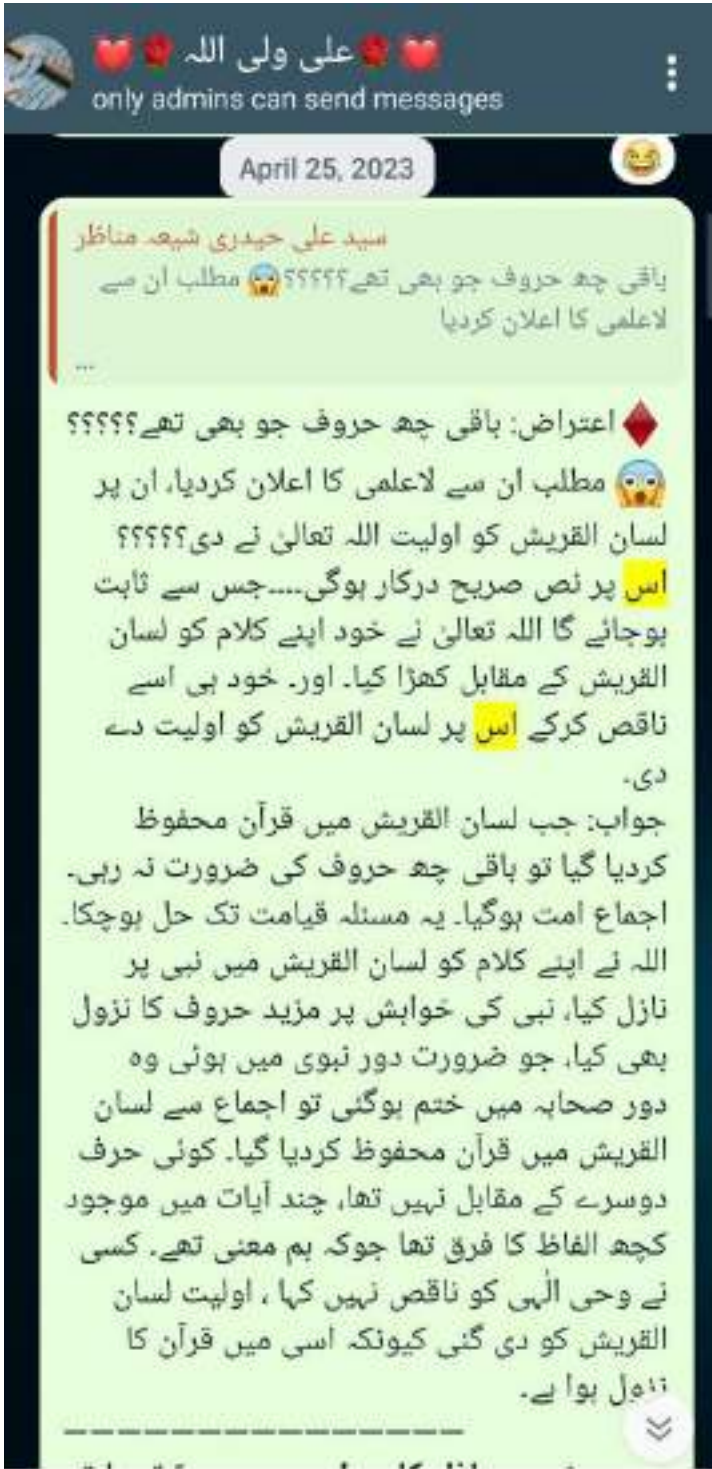 ❤️🌹علی ولی اللہ🌹❤️
only admins can send messages
April 25, 2023
سید علی حیدری شیعہ مناظر
باقی چھ حروف جو بھی تھے؟؟؟؟؟😱 مطلب ان سے
لاعلمی کا اعلان کردیا
...
♦️اعتراض: باقی چھ حروف جو بھی تھے؟؟؟؟؟
😱 مطلب ان سے لاعلمی کا اعلان کردیا، ان پر
لسان القریش کو اولیت اللہ تعالیٰ نے دی؟؟؟؟؟
اس پر نص صریح درکار ہوگی....جس سے ثابت
ہوجائے گا اللہ تعالیٰ نے خود اپنے کلام کو لسان
القریش کے مقابل کھڑا کیا۔ اور۔ خود ہی اسے
ناقص کرکے اس پر لسان القریش کو اولیت دے
دی۔
جواب: جب لسان القریش میں قرآن محفوظ
کردیا گیا تو باقی چھ حروف کی ضرورت نہ رہی۔
اجماع امت ہوگیا۔ یہ مسئلہ قیامت تک حل ہوچکا۔
اللہ نے اپنے کلام کو لسان القریش میں نبی پر
نازل کیا، نبی کی خواہش پر مزید حروف کا نزول
بھی کیا، جو ضرورت دور نبوی میں ہوئی وہ
دور صحابہ میں ختم ہوگئی تو اجماع سے لسان
القریش میں قرآن محفوظ کردیا گیا۔ کوئی حرف
دوسرے کے مقابل نہیں تھا، چند آیات میں موجود
کچھ الفاظ کا فرق تھا جوکہ ہم معنی تھے۔ کسی
نے وحی الٰہی کو ناقص نہیں کہا ، اولیت لسان
القریش کو دی گئی کیونکہ اسی میں قرآن کا
نزول ہوا ہے۔
————————————————